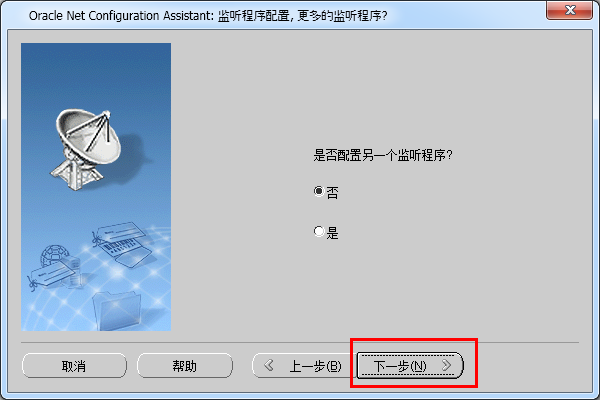 Oracle Net Configuration Assistant: 监听程序配置, 更多的监听程序?
是否配置另一个监听程序?
否
是
取消
帮助
上一步(B)
下一步(N)